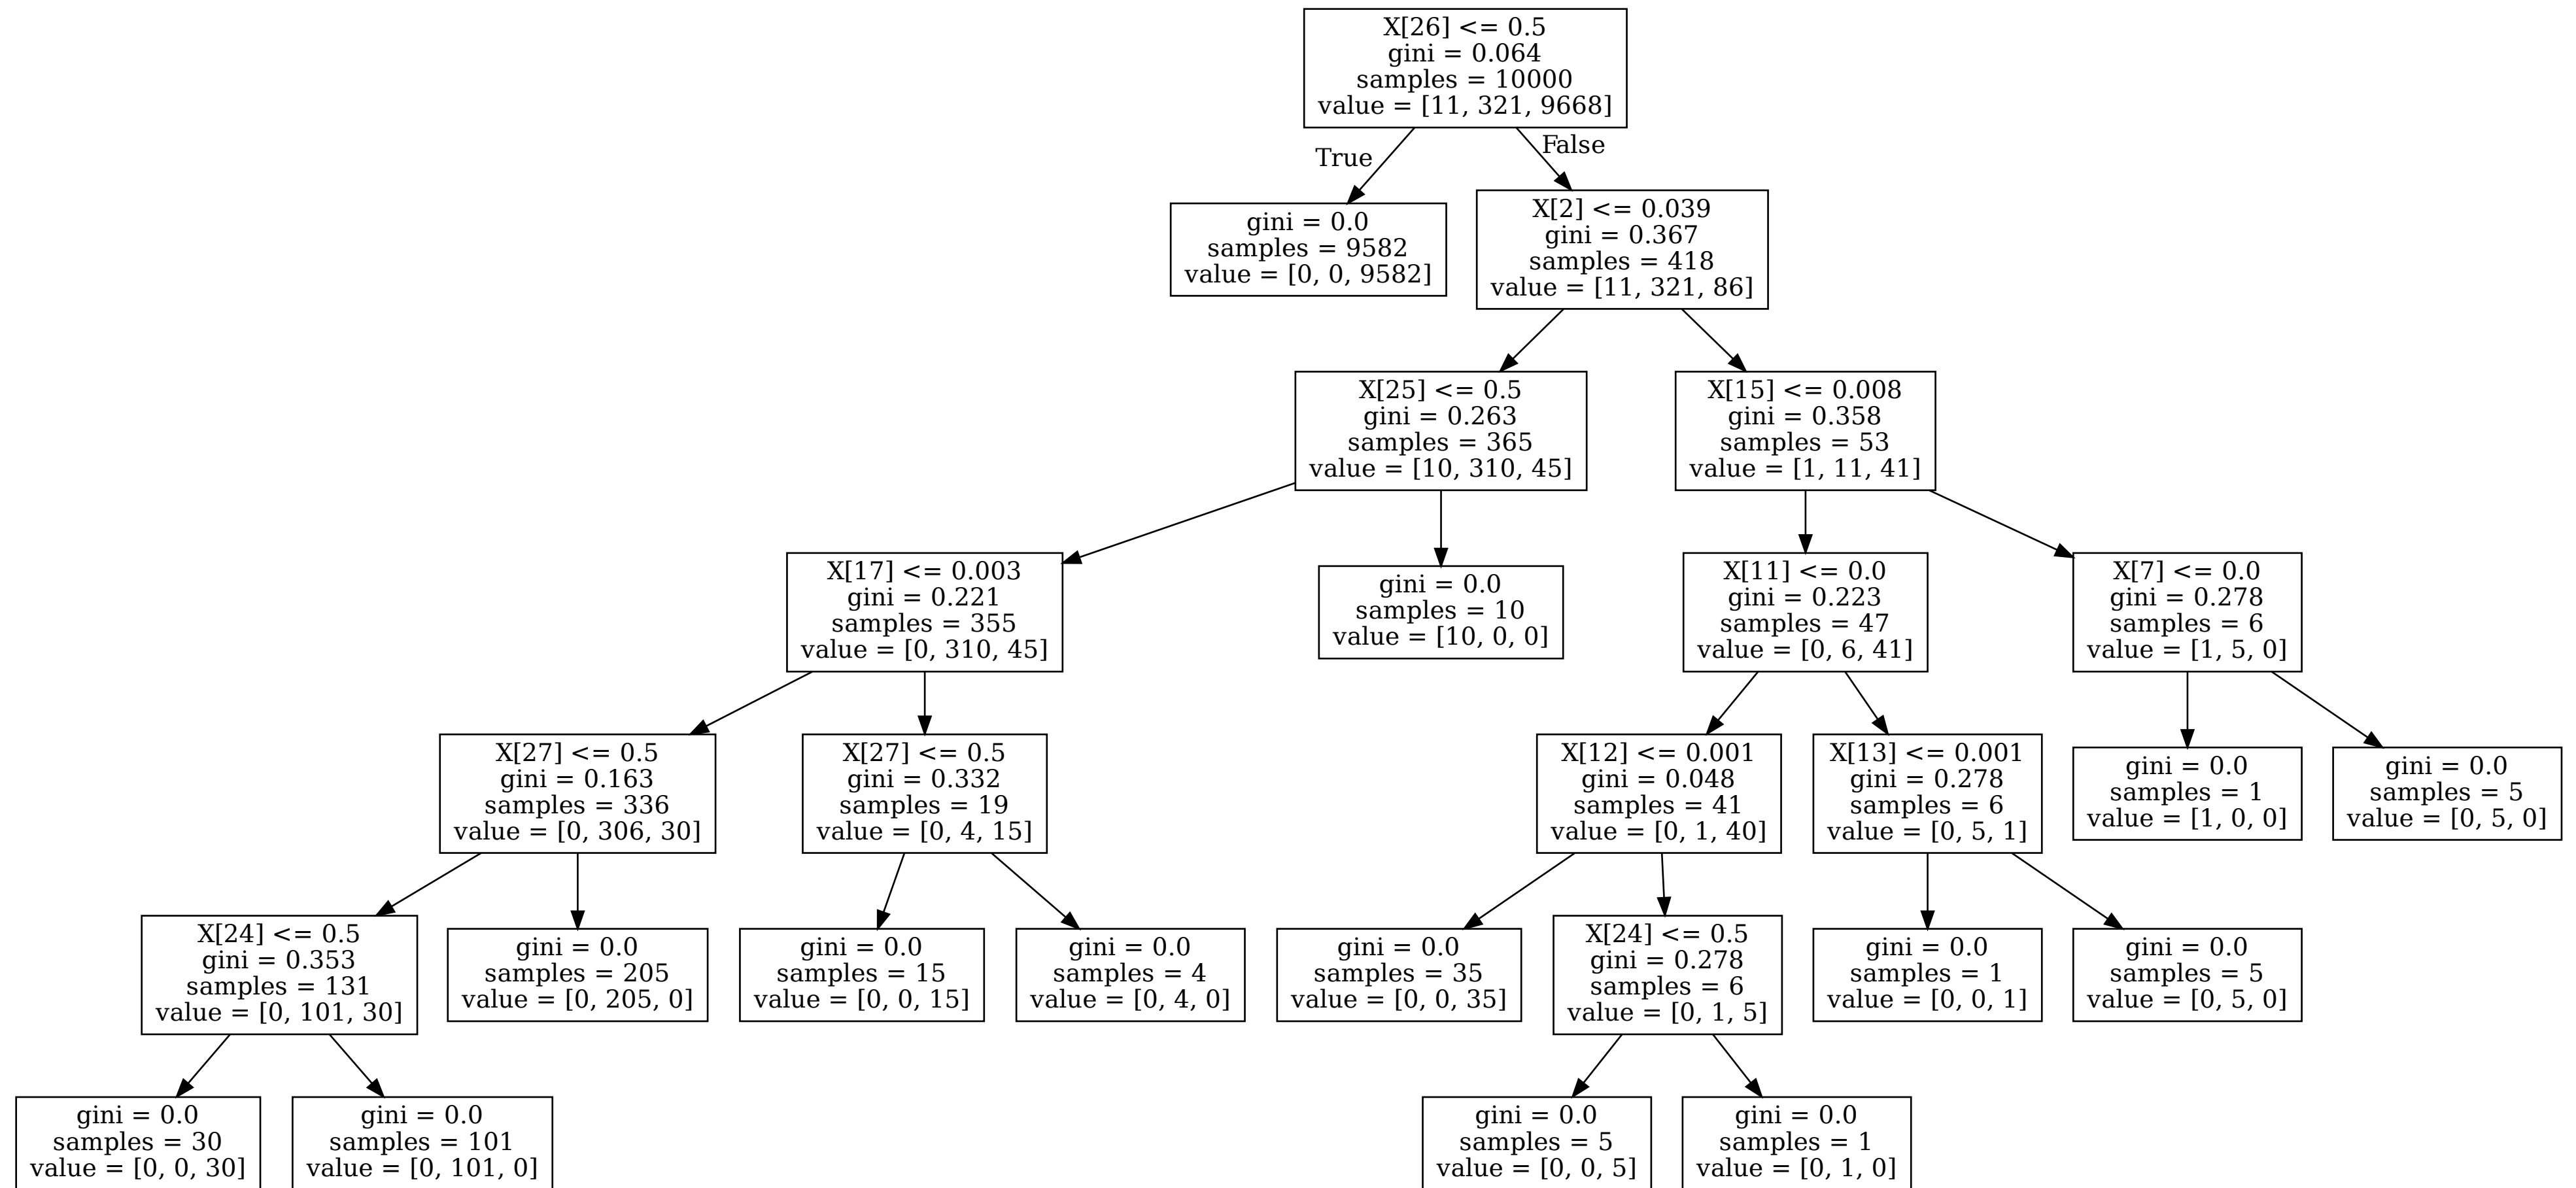 X[26] <= 0.5
gini = 0.064
samples = 10000
value = [11, 321, 9668]
True
False
gini = 0.0
samples = 9582
value = [0, 0, 9582]
X[2] <= 0.039
gini = 0.367
samples = 418
value = [11, 321, 86]
X[25] <= 0.5
gini = 0.263
samples = 365
value = [10, 310, 45]
X[15] <= 0.008
gini = 0.358
samples = 53
value = [1, 11, 41]
X[17] <= 0.003
gini = 0.221
samples = 355
value = [0, 310, 45]
gini = 0.0
samples = 10
value = [10, 0, 0]
X[11] <= 0.0
gini = 0.223
samples = 47
value = [0, 6, 41]
X[7] <= 0.0
gini = 0.278
samples = 6
value = [1, 5, 0]
X[27] <= 0.5
gini = 0.163
samples = 336
value = [0, 306, 30]
X[27] <= 0.5
gini = 0.332
samples = 19
value = [0, 4, 15]
X[12] <= 0.001
gini = 0.048
samples = 41
value = [0, 1, 40]
X[13] <= 0.001
gini = 0.278
samples = 6
value = [0, 5, 1]
gini = 0.0
samples = 1
value = [1, 0, 0]
gini = 0.0
samples = 5
value = [0, 5, 0]
X[24] <= 0.5
gini = 0.353
samples = 131
value = [0, 101, 30]
gini = 0.0
samples = 205
value = [0, 205, 0]
gini = 0.0
samples = 15
value = [0, 0, 15]
gini = 0.0
samples = 4
value = [0, 4, 0]
gini = 0.0
samples = 35
value = [0, 0, 35]
X[24] <= 0.5
gini = 0.278
samples = 6
value = [0, 1, 5]
gini = 0.0
samples = 1
value = [0, 0, 1]
gini = 0.0
samples = 5
value = [0, 5, 0]
gini = 0.0
samples = 30
value = [0, 0, 30]
gini = 0.0
samples = 101
value = [0, 101, 0]
gini = 0.0
samples = 5
value = [0, 0, 5]
gini = 0.0
samples = 1
value = [0, 1, 0]